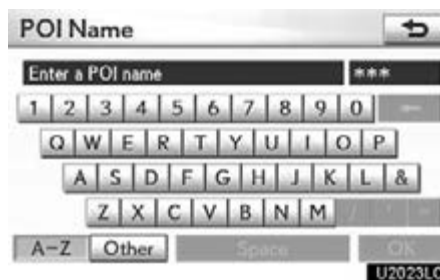 POI Name
Enter a POI name ***
1 2 3 4 5 6 7 8 9 0 -
Q W E R T Y U I O P
A S D F G H J K L &
Z X C V B N M / ' -
A-Z Other Space OK
U2023LC